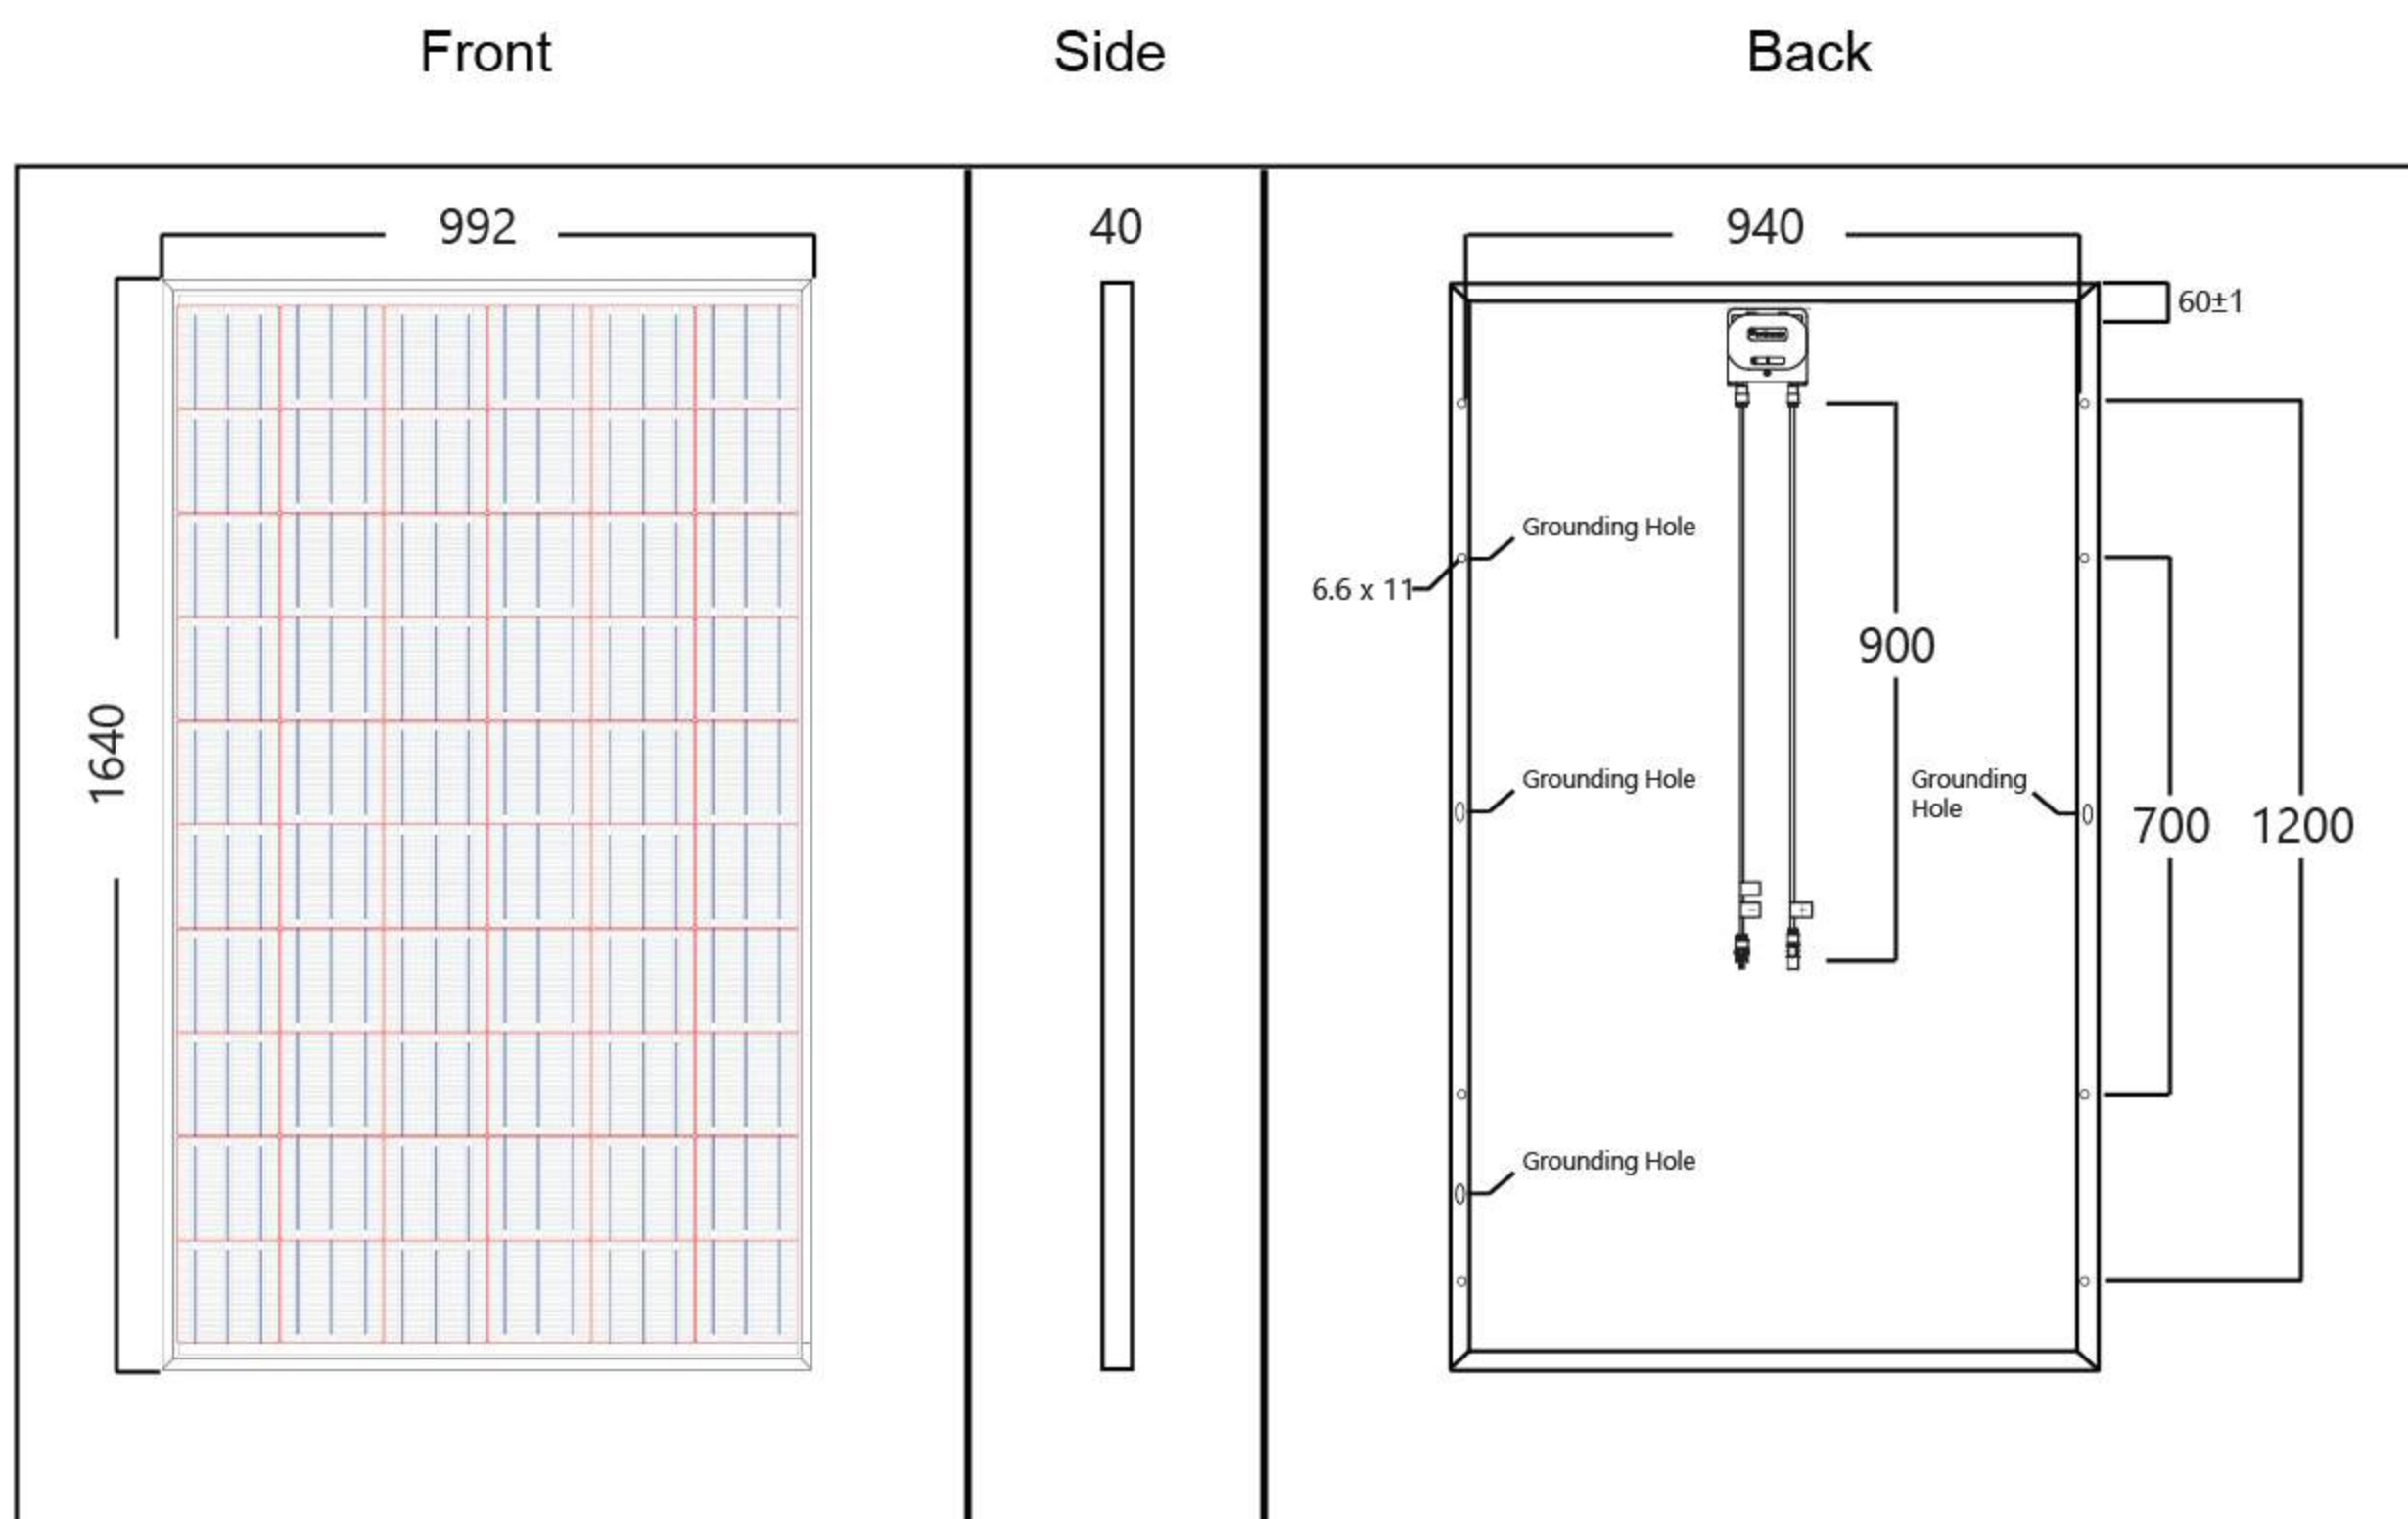 Front
Side
Back
992
40
940
60±1
Grounding Hole
6.6 x 11
900
1640
Grounding Hole
Grounding
Hole
700
1200
Grounding Hole